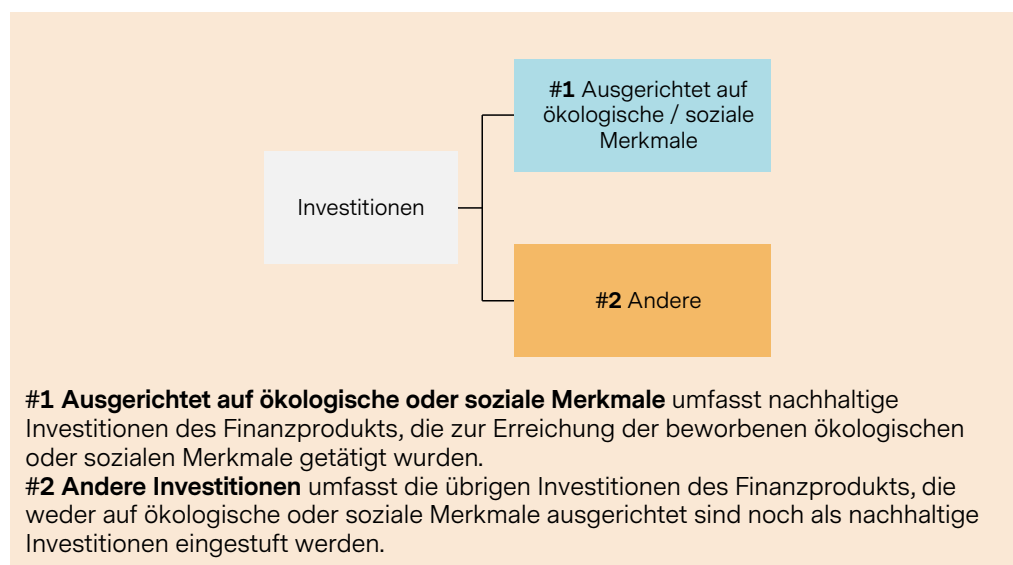 #1 Ausgerichtet auf
ökologische / soziale
Merkmale
Investitionen
#2 Andere
#1 Ausgerichtet auf ökologische oder soziale Merkmale umfasst nachhaltige
Investitionen des Finanzprodukts, die zur Erreichung der beworbenen ökologischen
oder sozialen Merkmale getätigt wurden.
#2 Andere Investitionen umfasst die übrigen Investitionen des Finanzprodukts, die
weder auf ökologische oder soziale Merkmale ausgerichtet sind noch als nachhaltige
Investitionen eingestuft werden.